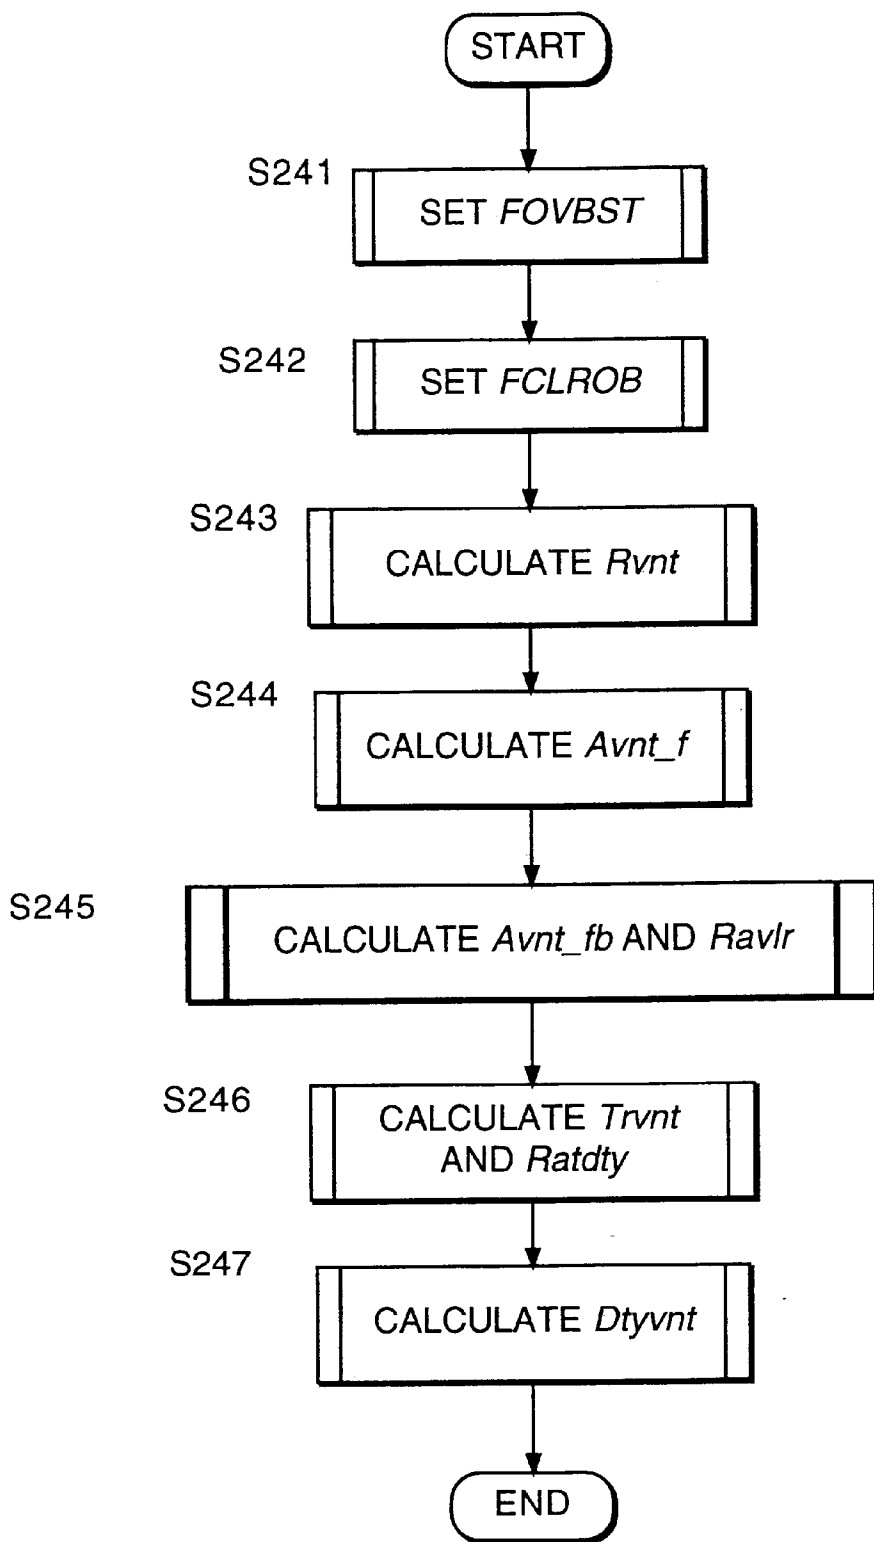 START
S241
SET FOVBST
S242
SET FCLROB
S243
CALCULATE Rvnt
S244
CALCULATE Avnt_f
S245
CALCULATE Avnt_fb AND Ravlr
S246
CALCULATE Trvnt
AND Ratdty
S247
CALCULATE Dtyvnt
END